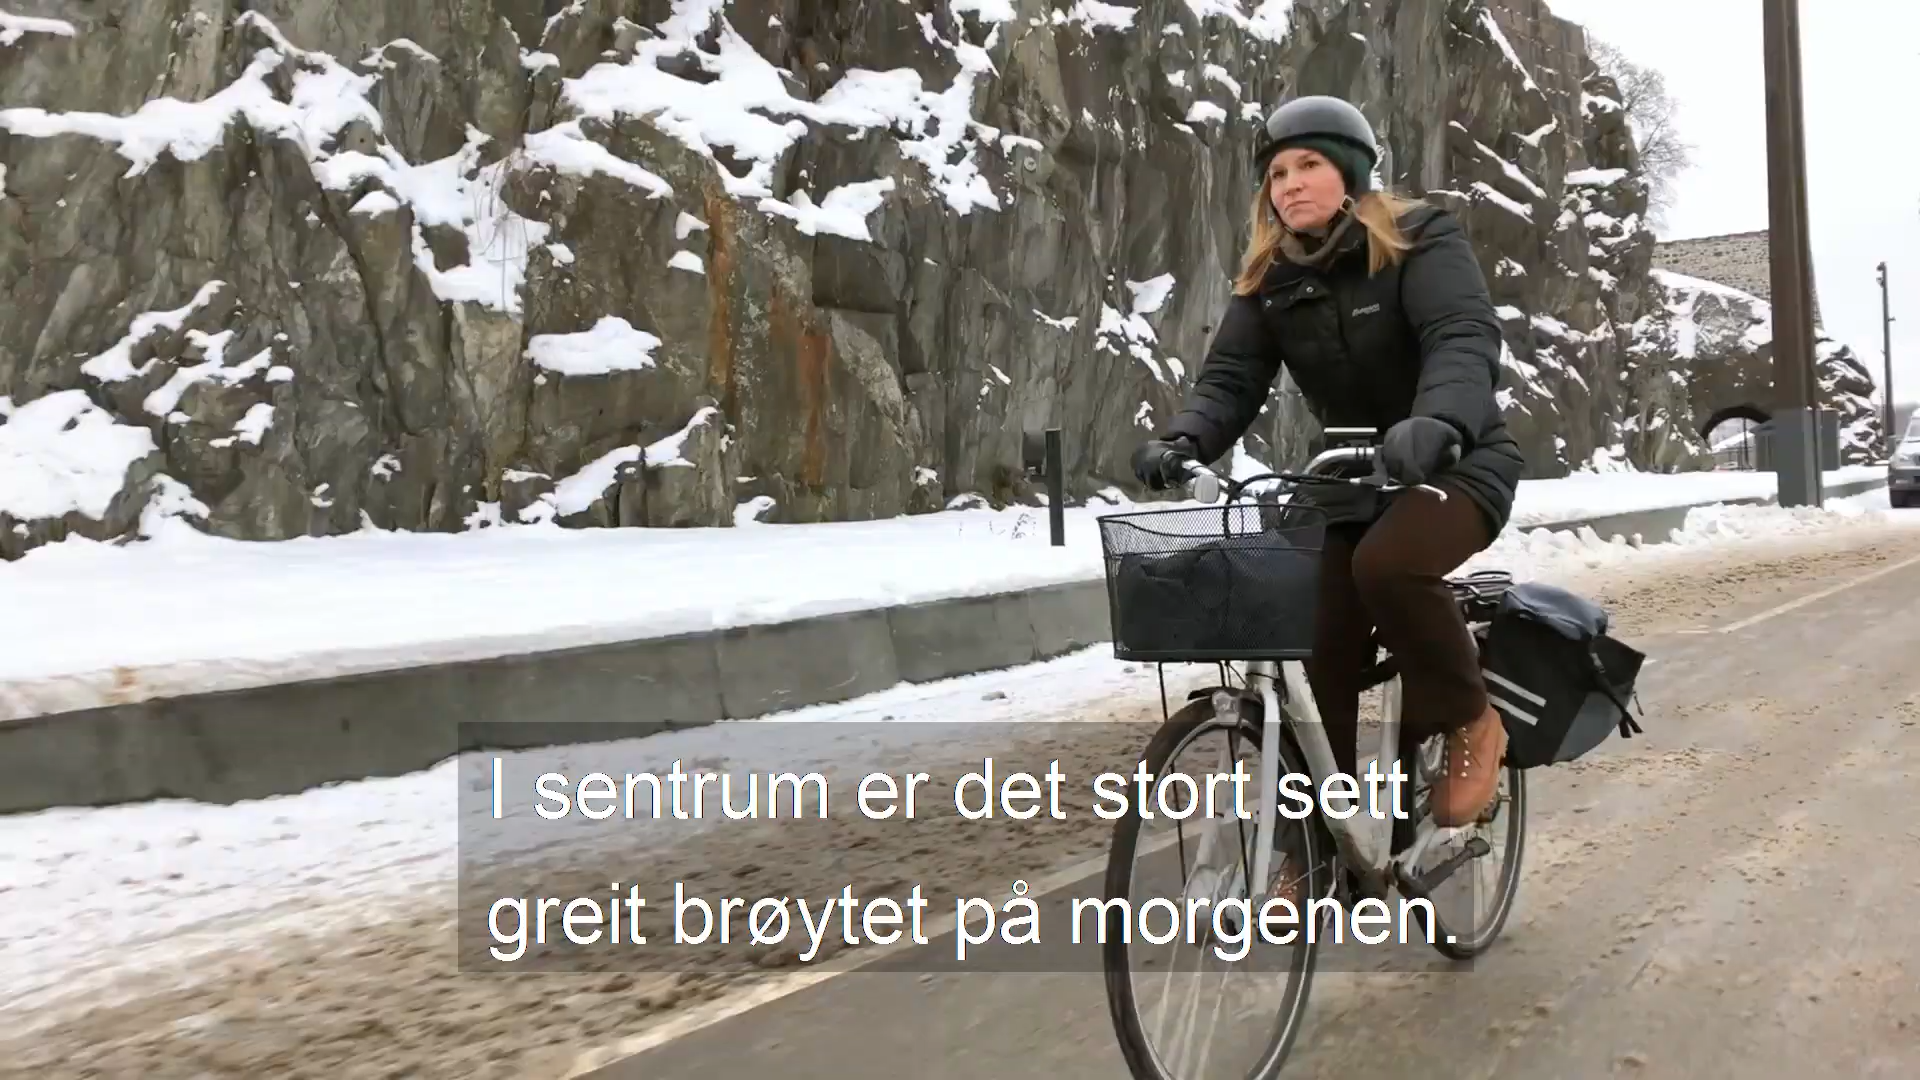 I sentrum er det stort sett
greit brøytet på morgenen.